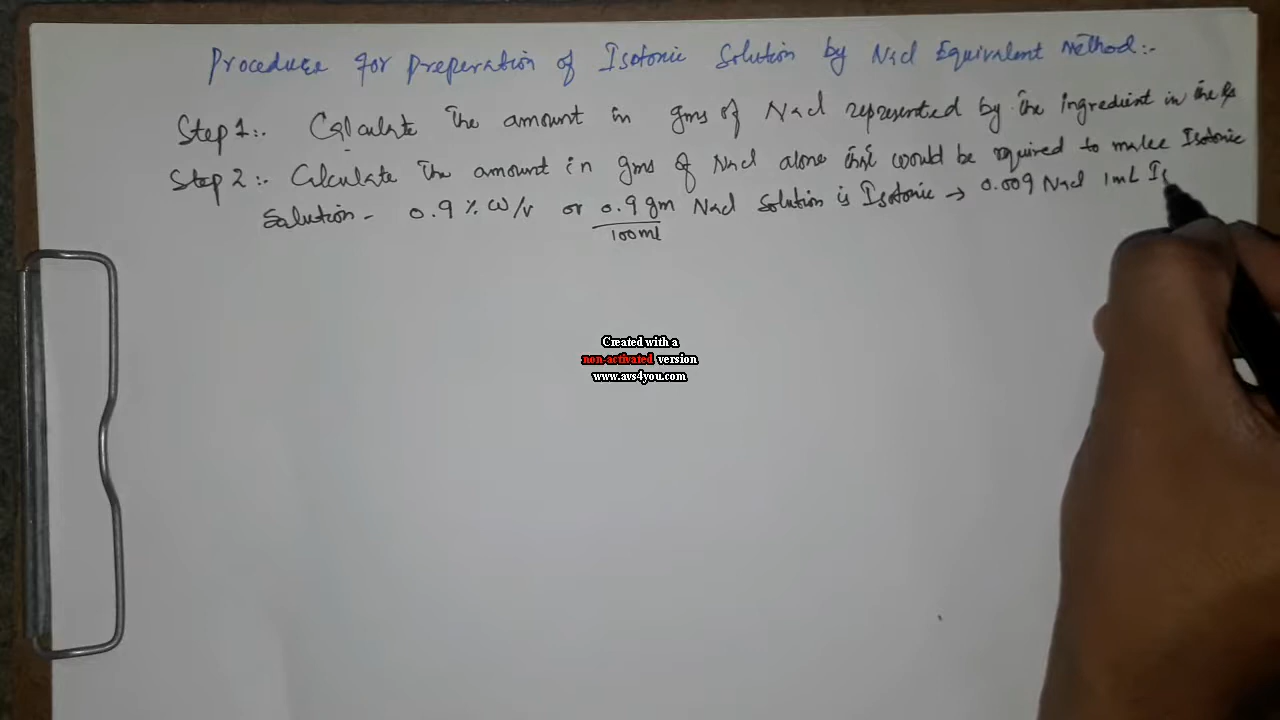 Procedure for preperation of Isotonic Solution by Nacl Equivalent Method:-
Step 1:- Calculate The amount in gms of Nacl represented by The ingredient in the Rx
Step 2:- Calculate The amount in gms of Nacl alone that would be required to make Isotonic
Solution - 0.9 % W/V or 0.9 gm Nacl Solution is Isotonic → 0.009 Nacl 1mL Is
100ml
Created with a
non-activated version
www.avs4you.com